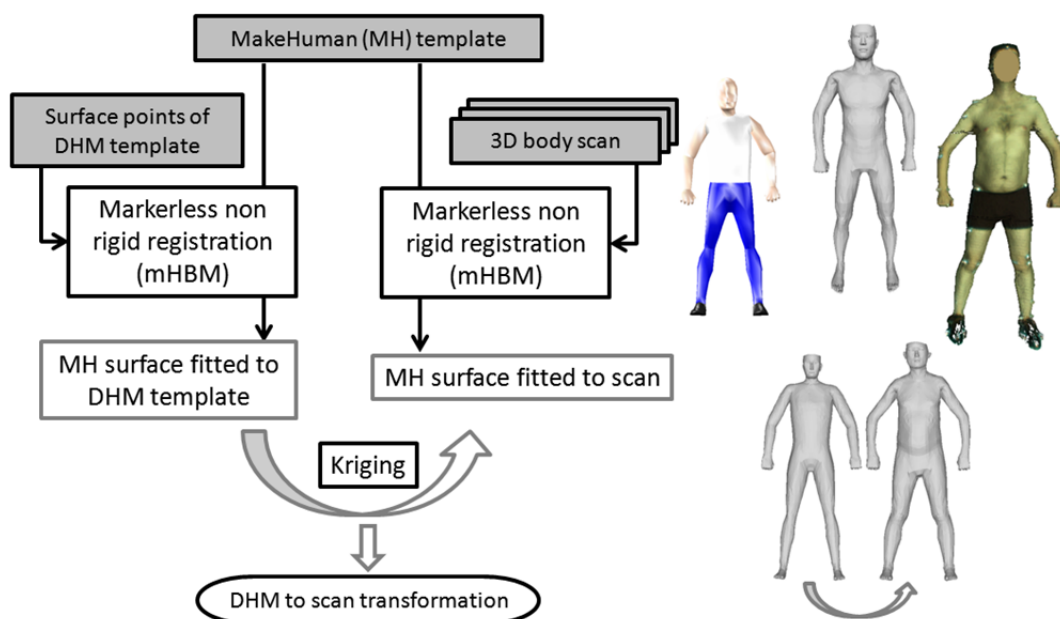 MakeHuman (MH) template
Surface points of
DHM template
3D body scan
Markerless non
rigid registration
(mHBM)
Markerless non
rigid registration
(mHBM)
MH surface fitted to
DHM template
MH surface fitted to scan
Kriging
DHM to scan transformation